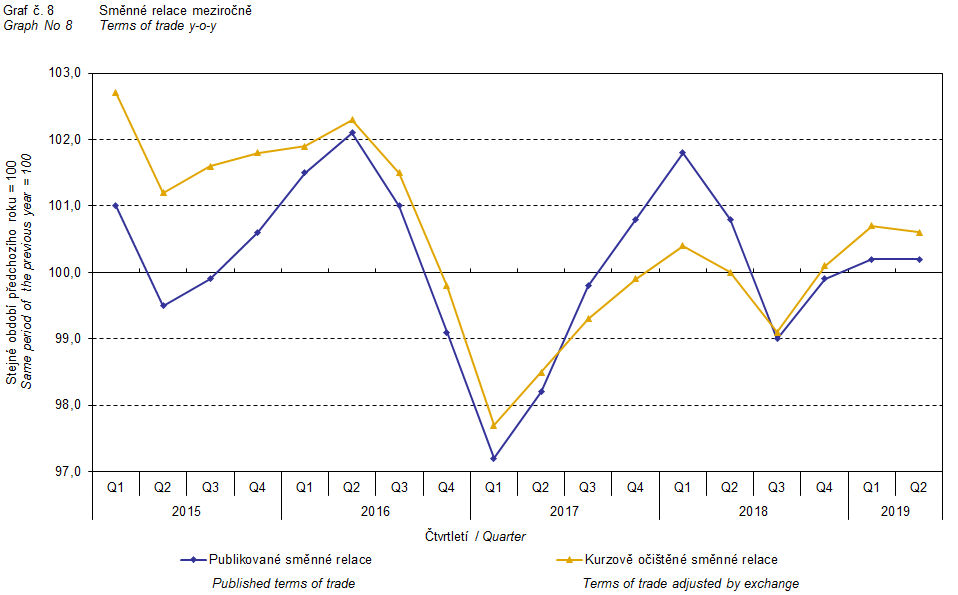 Graf č. 8 Směnné relace meziročně
Graph No 8 Terms of trade y-o-y
Stejné období předchozího roku = 100
Same period of the previous year = 100
103,0
102,0
101,0
100,0
99,0
98,0
97,0
Q1 Q2 Q3 Q4 Q1 Q2 Q3 Q4 Q1 Q2 Q3 Q4 Q1 Q2 Q3 Q4 Q1 Q2
2015 2016 2017 2018 2019
Čtvrtletí / Quarter
Publikované směnné relace Kurzově očištěné směnné relace
Published terms of trade Terms of trade adjusted by exchange